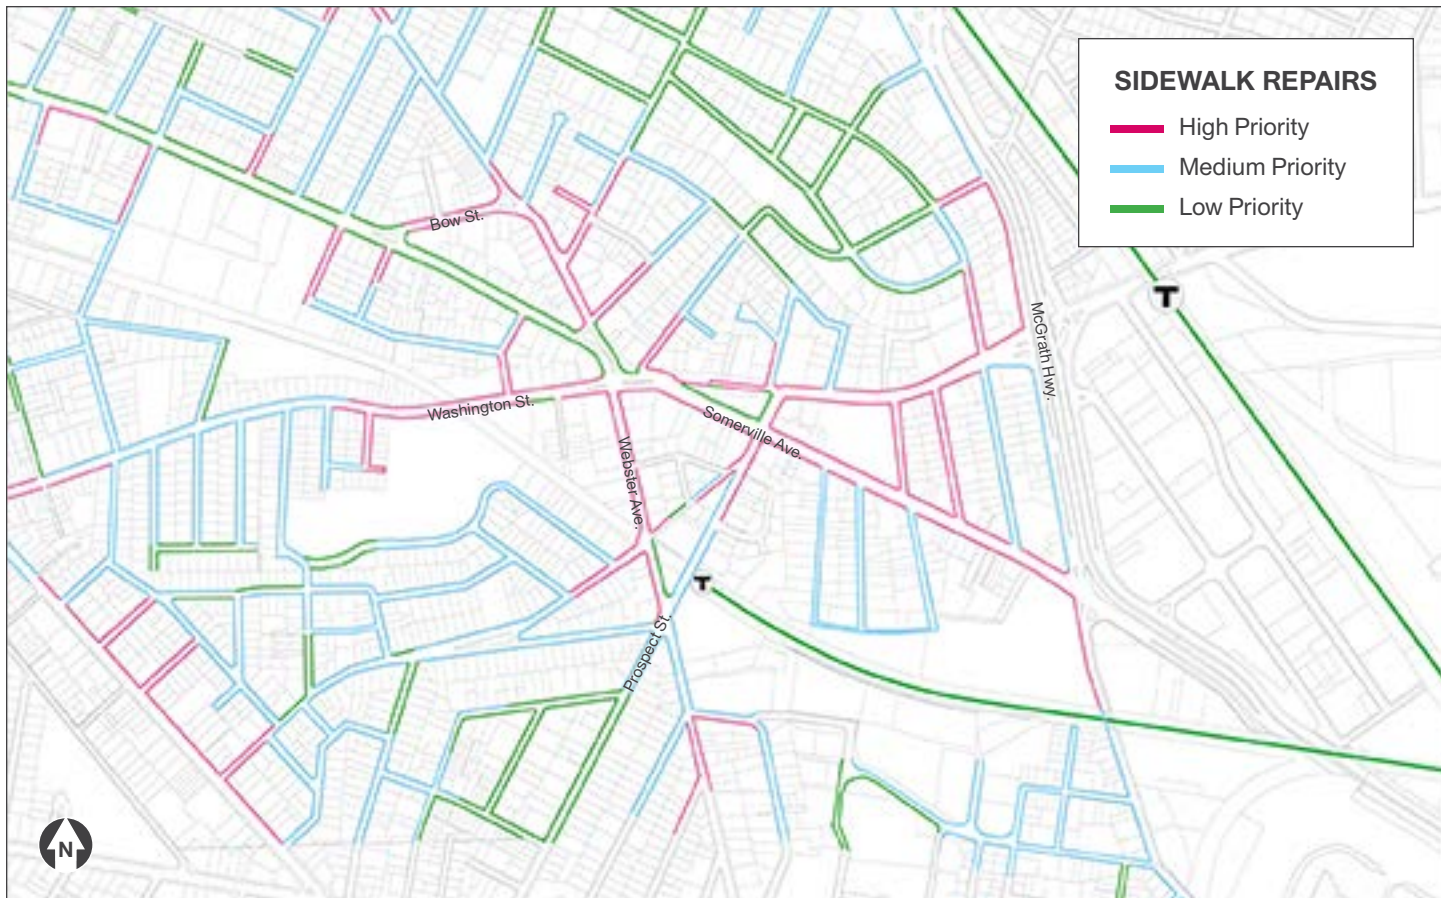 SIDEWALK REPAIRS
High Priority
Medium Priority
Low Priority
Bow St.
T
McGrath Hwy.
Washington St.
Somerville Ave.
Webster Ave.
T
Prospect St.
N